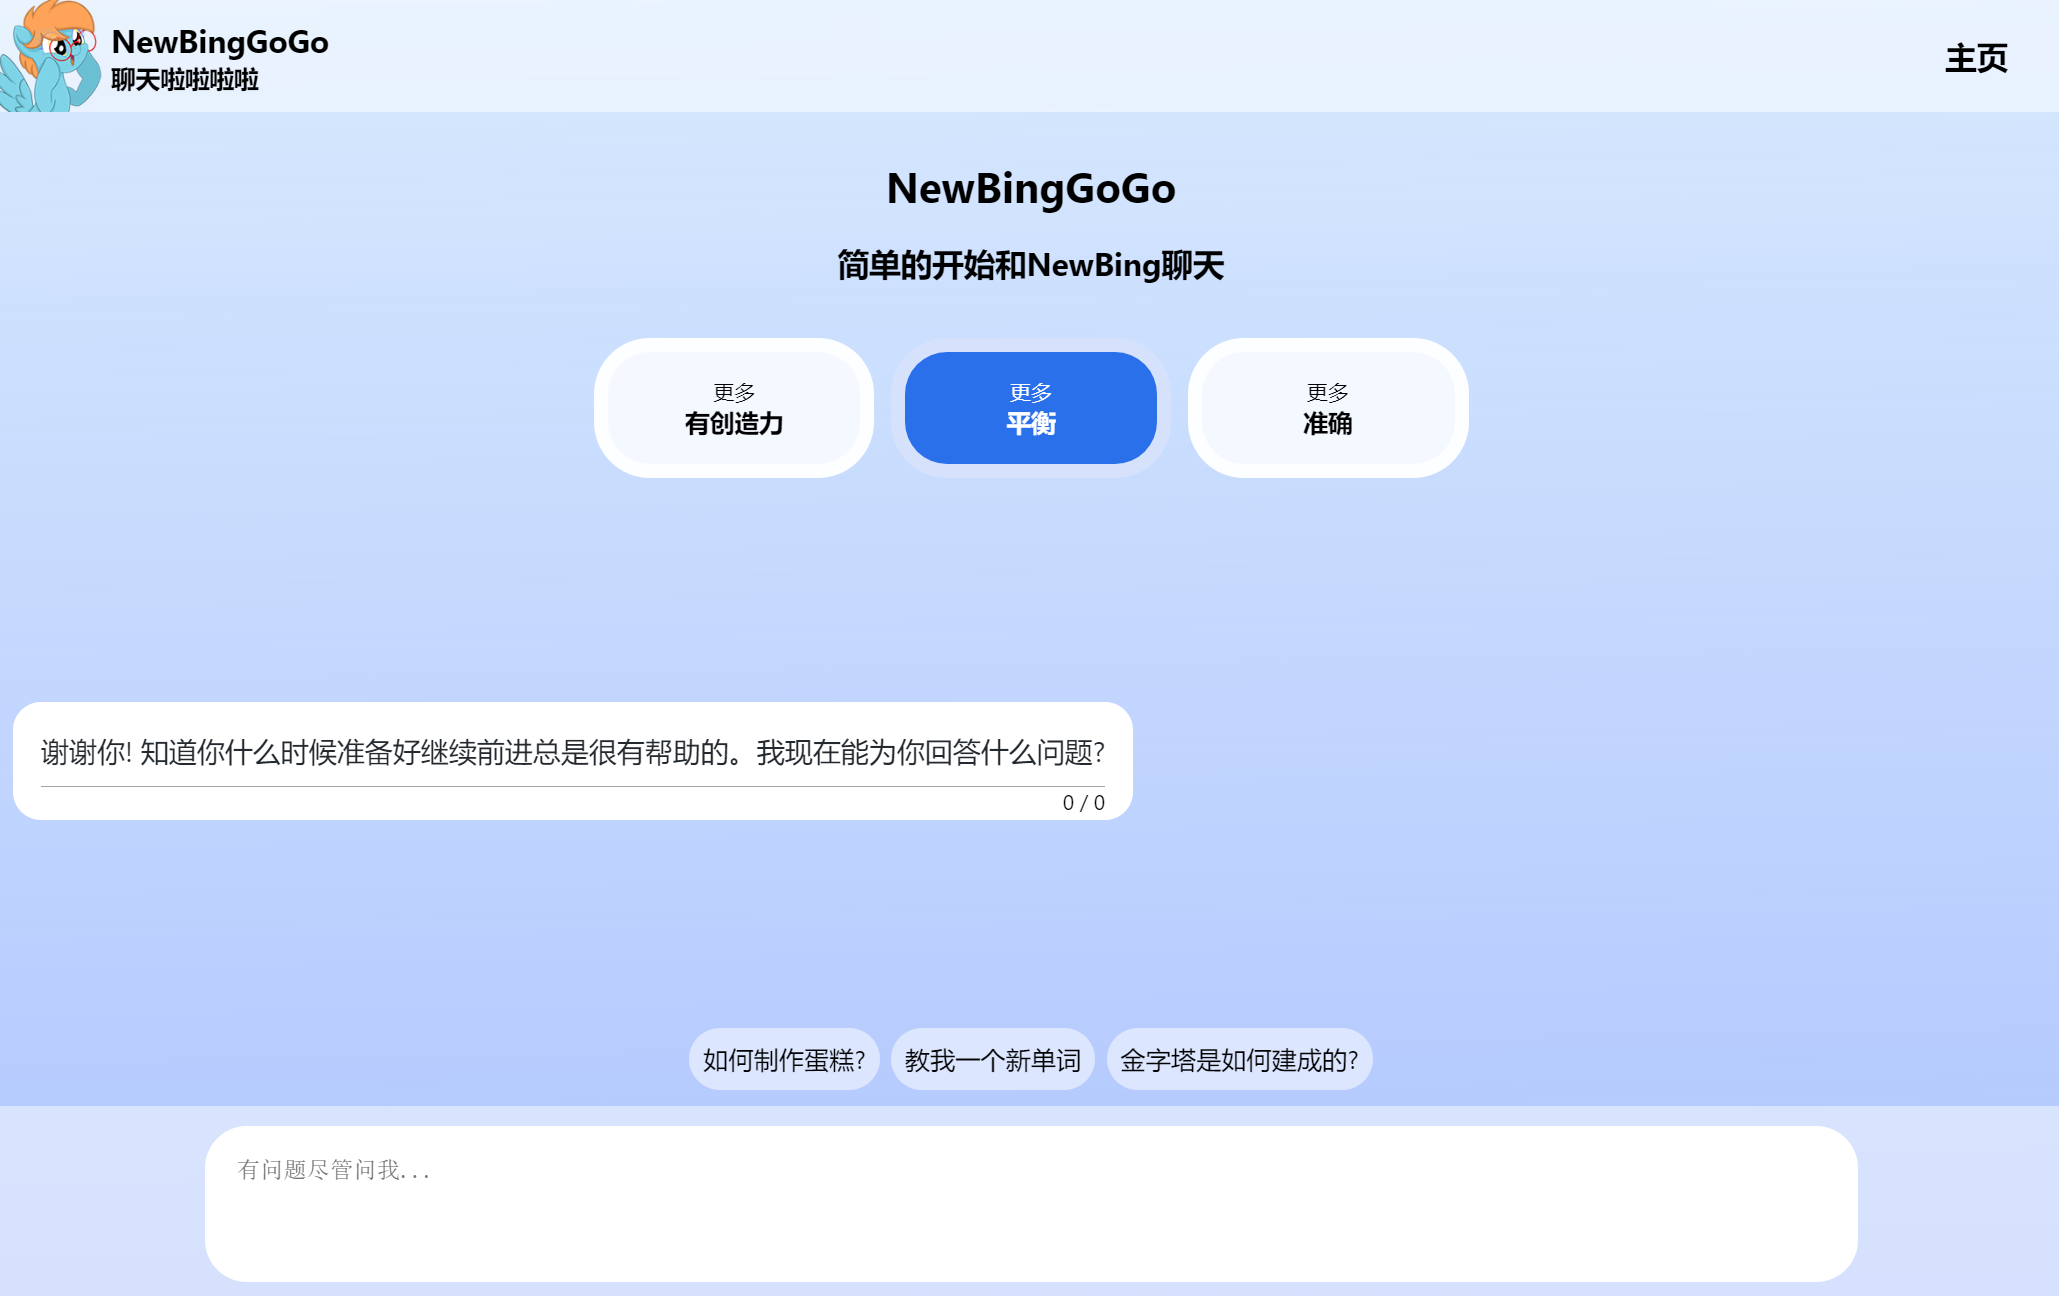 NewBingGoGo
聊天啦啦啦啦
主页
NewBingGoGo
简单的开始和NewBing聊天
更多
有创造力
更多
平衡
更多
准确
谢谢你! 知道你什么时候准备好继续前进总是很有帮助的。我现在能为你回答什么问题?
0 / 0
如何制作蛋糕?
教我一个新单词
金字塔是如何建成的?
有问题尽管问我...